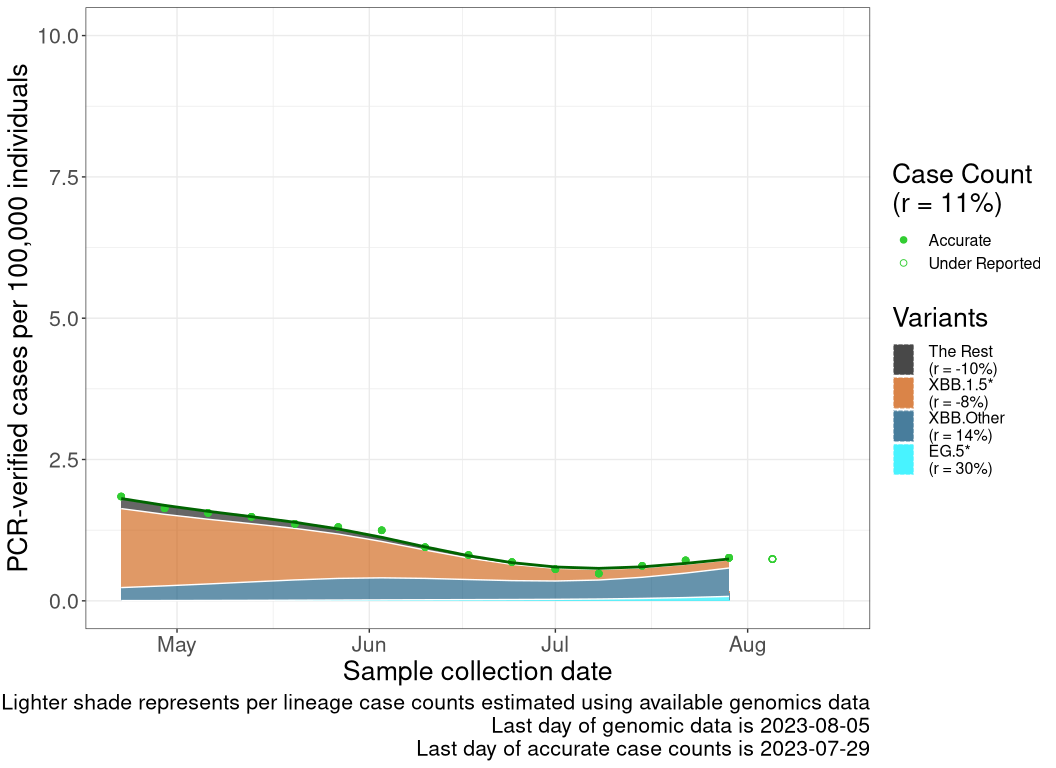 PCR-verified cases per 100,000 individuals
10.0
7.5
5.0
2.5
0.0
May
Jun
Jul
Aug
Sample collection date
Case Count
(r = 11%)
Accurate
Under Reported
Variants
The Rest
(r = -10%)
XBB.1.5*
(r = -8%)
XBB.Other
(r = 14%)
EG.5*
(r = 30%)
Lighter shade represents per lineage case counts estimated using available genomics data
Last day of genomic data is 2023-08-05
Last day of accurate case counts is 2023-07-29